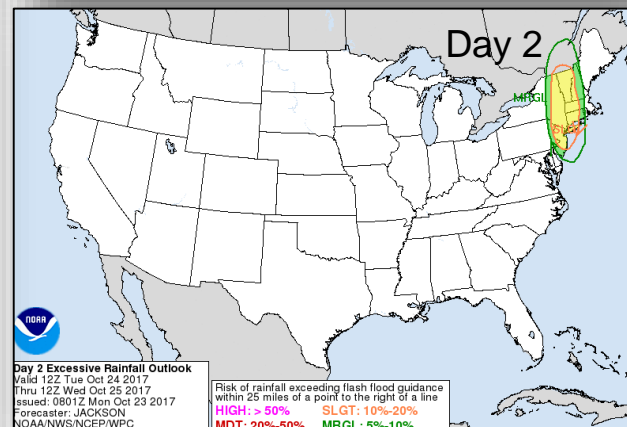 Day 2
MRGL
SLGT
NOAA
Day 2 Excessive Rainfall Outlook
Valid 12Z Tue Oct 24 2017
Thru 12Z Wed Oct 25 2017
Issued: 0801Z Mon Oct 23 2017
Forecaster: JACKSON
NOAA/NWS/NCEP/WPC
Risk of rainfall exceeding flash flood guidance
within 25 miles of a point to the right of a line
HIGH: > 50% SLGT: 10%-20%
MDT: 20%-50% MRGL: 5%-10%